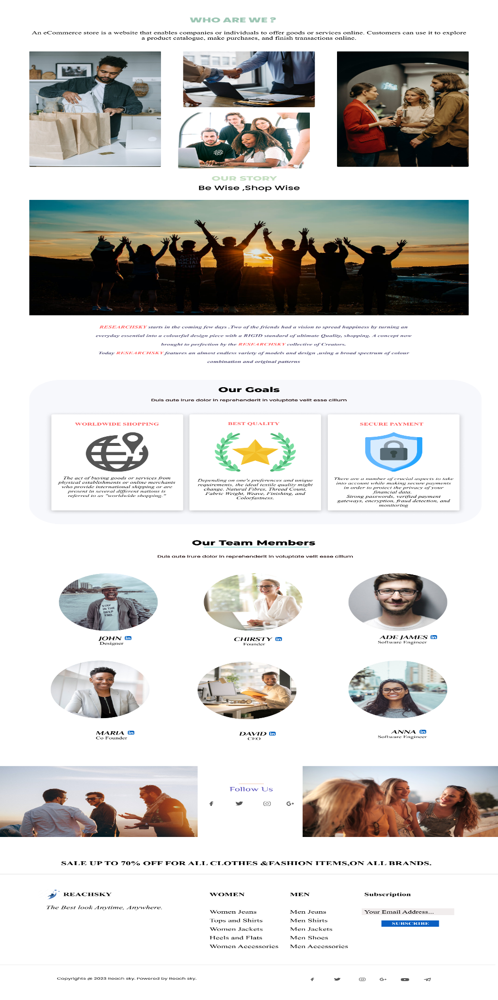 WHO ARE WE ?
An eCommerce store is a website that enables companies or individuals to offer goods or services online. Customers can use it to explore
a product catalogue, make purchases, and finish transactions online.
OUR STORY
Be Wise ,Shop Wise
ANTI
SOCIAL
SOCIAL
CLUB
RESEARCHSKY starts in the coming few days .Two of the friends had a vision to spread happiness by turning an
everyday essential into a colourful design piece with a RIGID standard of ultimate Quality, shopping. A concept now
brought to perfection by the RESEARCHSKY collective of Creators.
Today RESEARCHSKY features an almost endless variety of models and design ,using a broad spectrum of colour
combination and original patterns
Our Goals
Duis aute irure dolor in reprehenderit in voluptate velit esse cillum
WORLDWIDE SHOPPING
The act of buying goods or services from
physical establishments or online merchants
who provide international shipping or are
present in several different nations is
referred to as "worldwide shopping."
BEST QUALITY
Depending on one's preferences and unique
requirements, the ideal textile quality might
change. Natural Fibres, Thread Count,
Fabric Weight, Weave, Finishing, and
Colorfastness.
SECURE PAYMENT
There are a number of crucial aspects to take
into account while making secure payments
in order to protect the privacy of your
financial data.
Strong passwords, verified payment
gateways, encryption, fraud detection, and
monitoring
Our Team Members
Duis aute irure dolor in reprehenderit in voluptate velit esse cillum
STAY
IN THE
DEEP
END.
JOHN in
Designer
CHIRSTY in
Founder
ADE JAMES in
Software Engineer
MARIA in
Co Founder
DAVID in
CEO
ANNA in
Software Engineer
Follow Us
SALE UP TO 70% OFF FOR ALL CLOTHES &FASHION ITEMS,ON ALL BRANDS.
REACHSKY
The Best look Anytime, Anywhere.
WOMEN
Women Jeans
Tops and Shirts
Women Jackets
Heels and Flats
Women Accessories
MEN
Men Jeans
Men Shirts
Men Jackets
Men Shoes
Men Accessories
Subscription
Your Email Address...
SUBSCRIBE
Copyrights @ 2023 Reach sky. Powered by Reach sky.